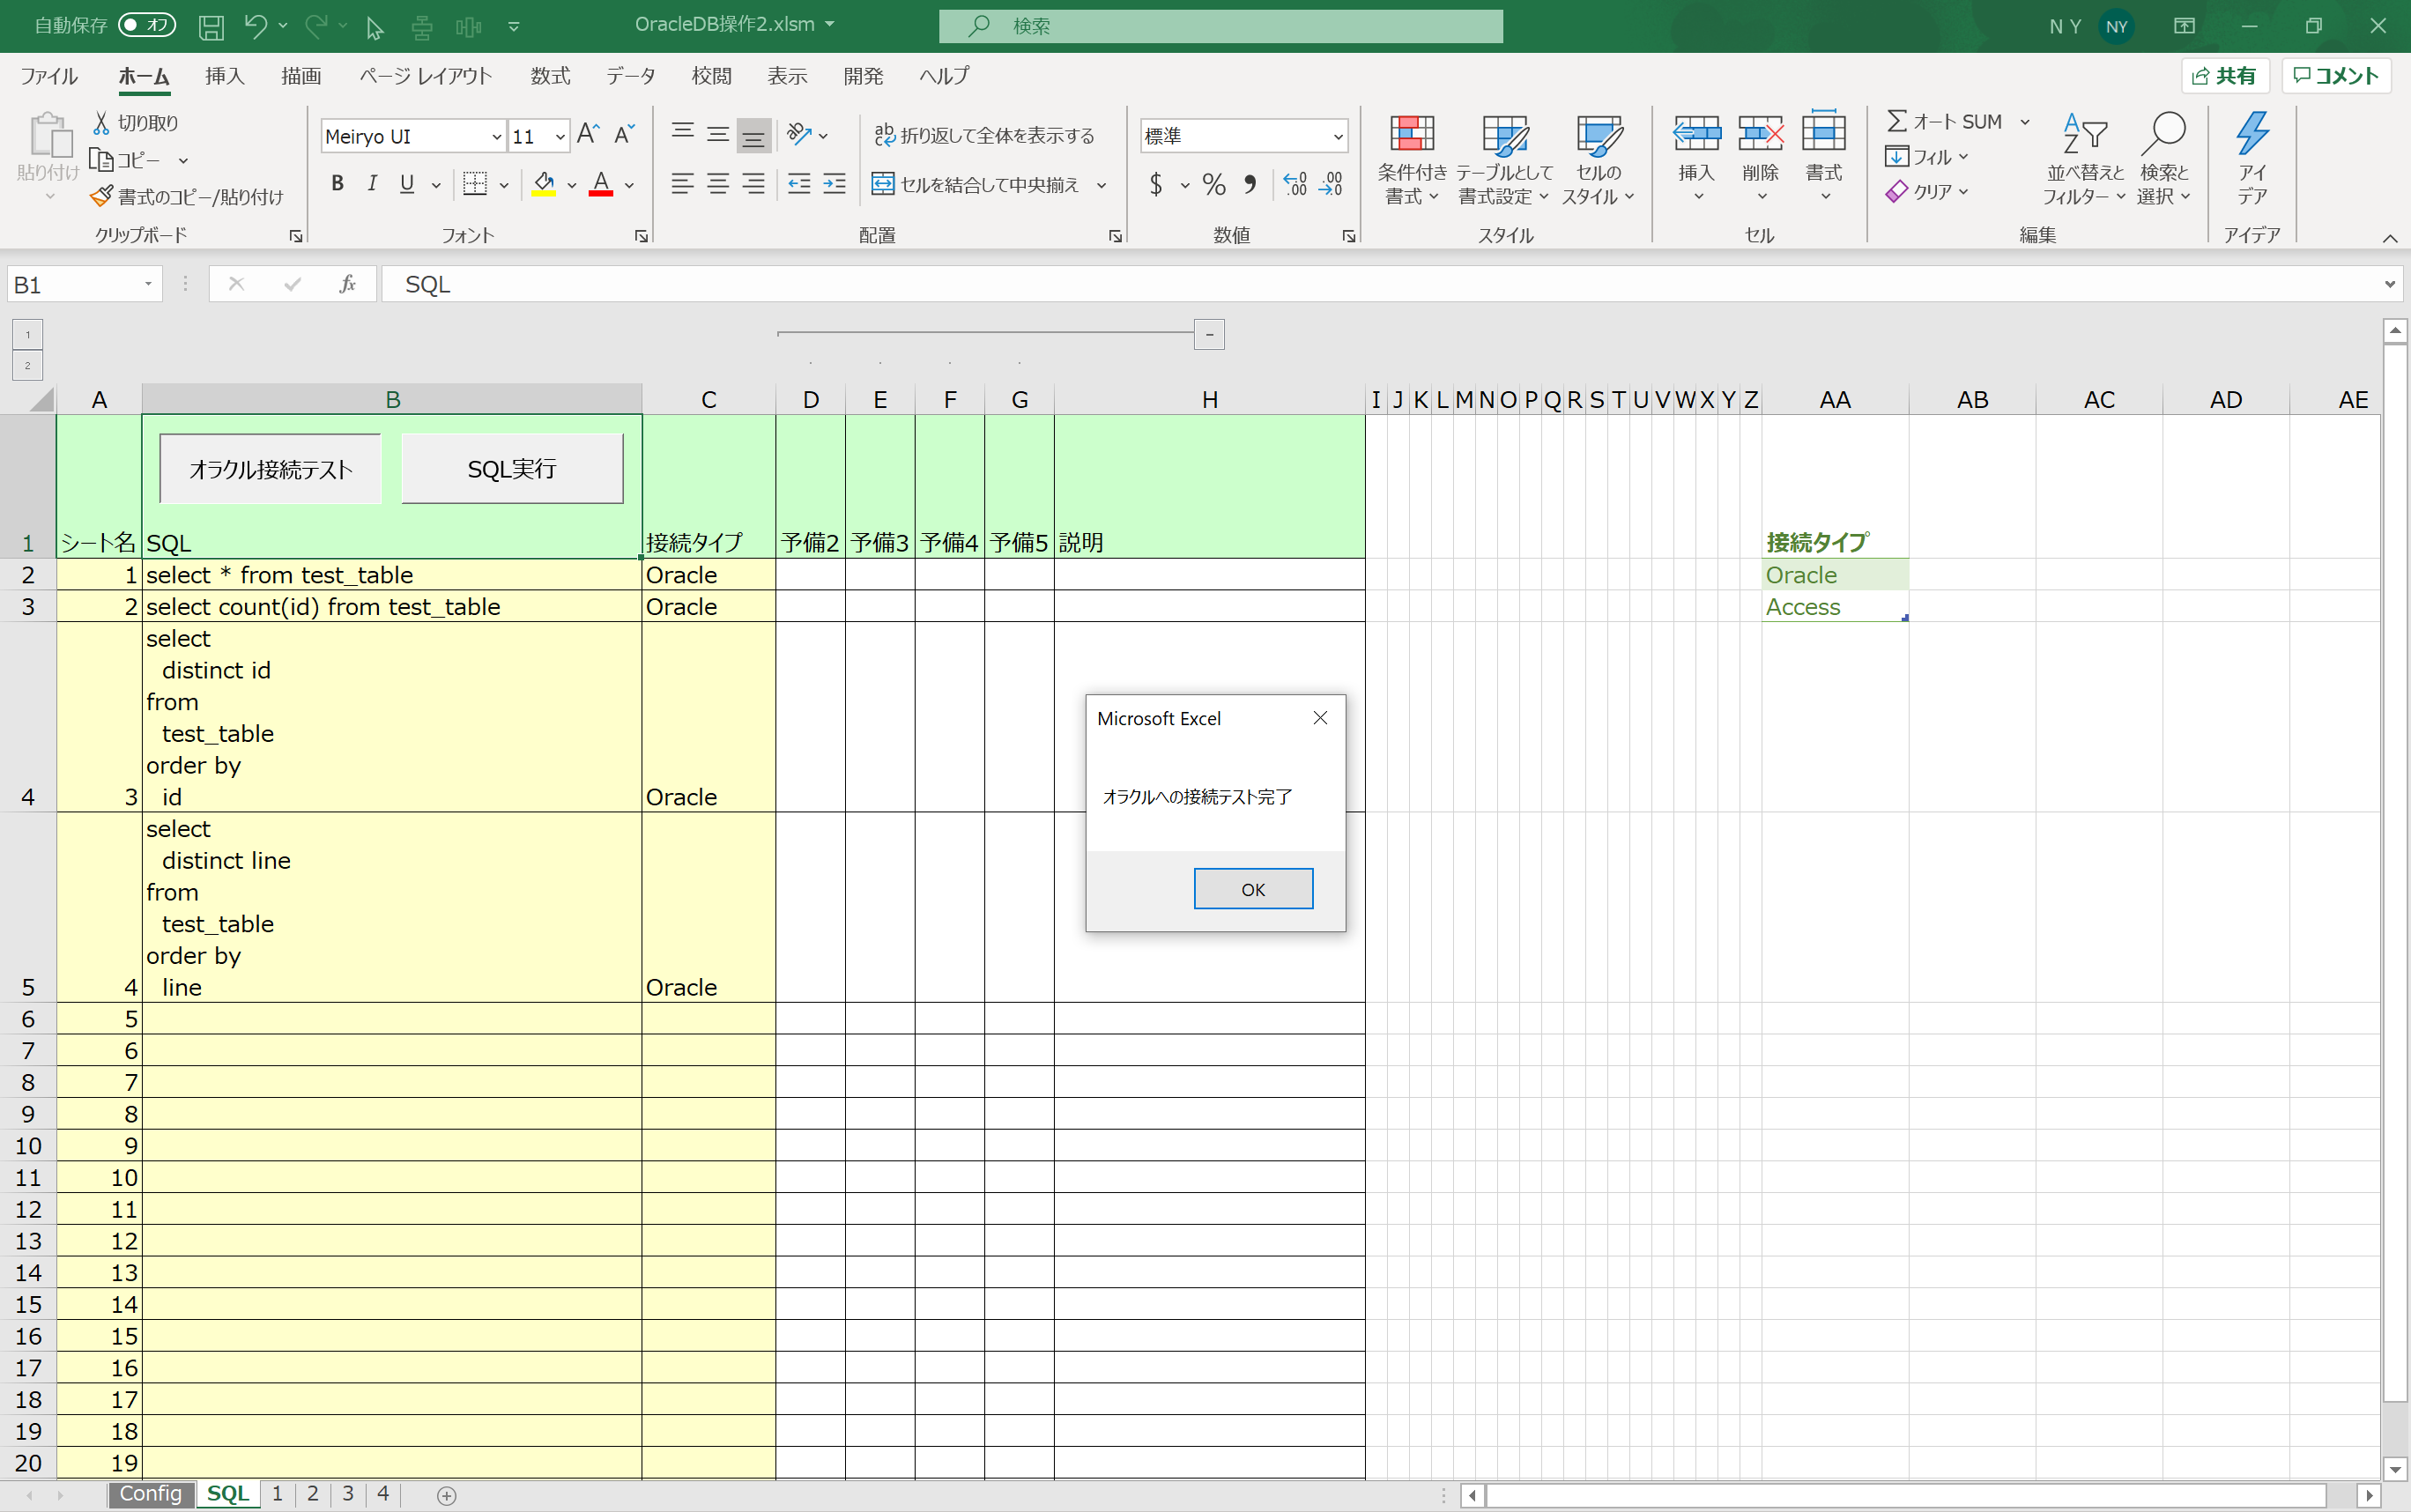 自動保存 オフ OracleDB操作2.xlsm 検索 N Y NY
ファイル ホーム 挿入 描画 ページ レイアウト 数式 データ 校閲 表示 開発 ヘルプ 共有 コメント
貼り付け 切り取り コピー 書式のコピー/貼り付け
クリップボード
Meiryo UI 11
B I U A
フォント
折り返して全体を表示する
セルを結合して中央揃え
配置
標準
$ % , .00 .00
数値
条件付き書式 テーブルとして書式設定 セルのスタイル
スタイル
挿入 削除 書式
セル
オート SUM
フィル
クリア
並べ替えとフィルター 検索と選択
編集
アイデア
アイデア
B1 fx SQL
1
2
A B C D E F G H I J K L M N O P Q R S T U V W X Y Z AA AB AC AD AE
オラクル接続テスト SQL実行
1 シート名 SQL 接続タイプ 予備2 予備3 予備4 予備5 説明 接続タイプ
2 1 select * from test_table Oracle Oracle
3 2 select count(id) from test_table Oracle Access
select
distinct id
from
test_table
order by
4 3 id Oracle
select
distinct line
from
test_table
order by
5 4 line Oracle
Microsoft Excel
オラクルへの接続テスト完了
OK
6 5
7 6
8 7
9 8
10 9
11 10
12 11
13 12
14 13
15 14
16 15
17 16
18 17
19 18
20 19
Config SQL 1 2 3 4